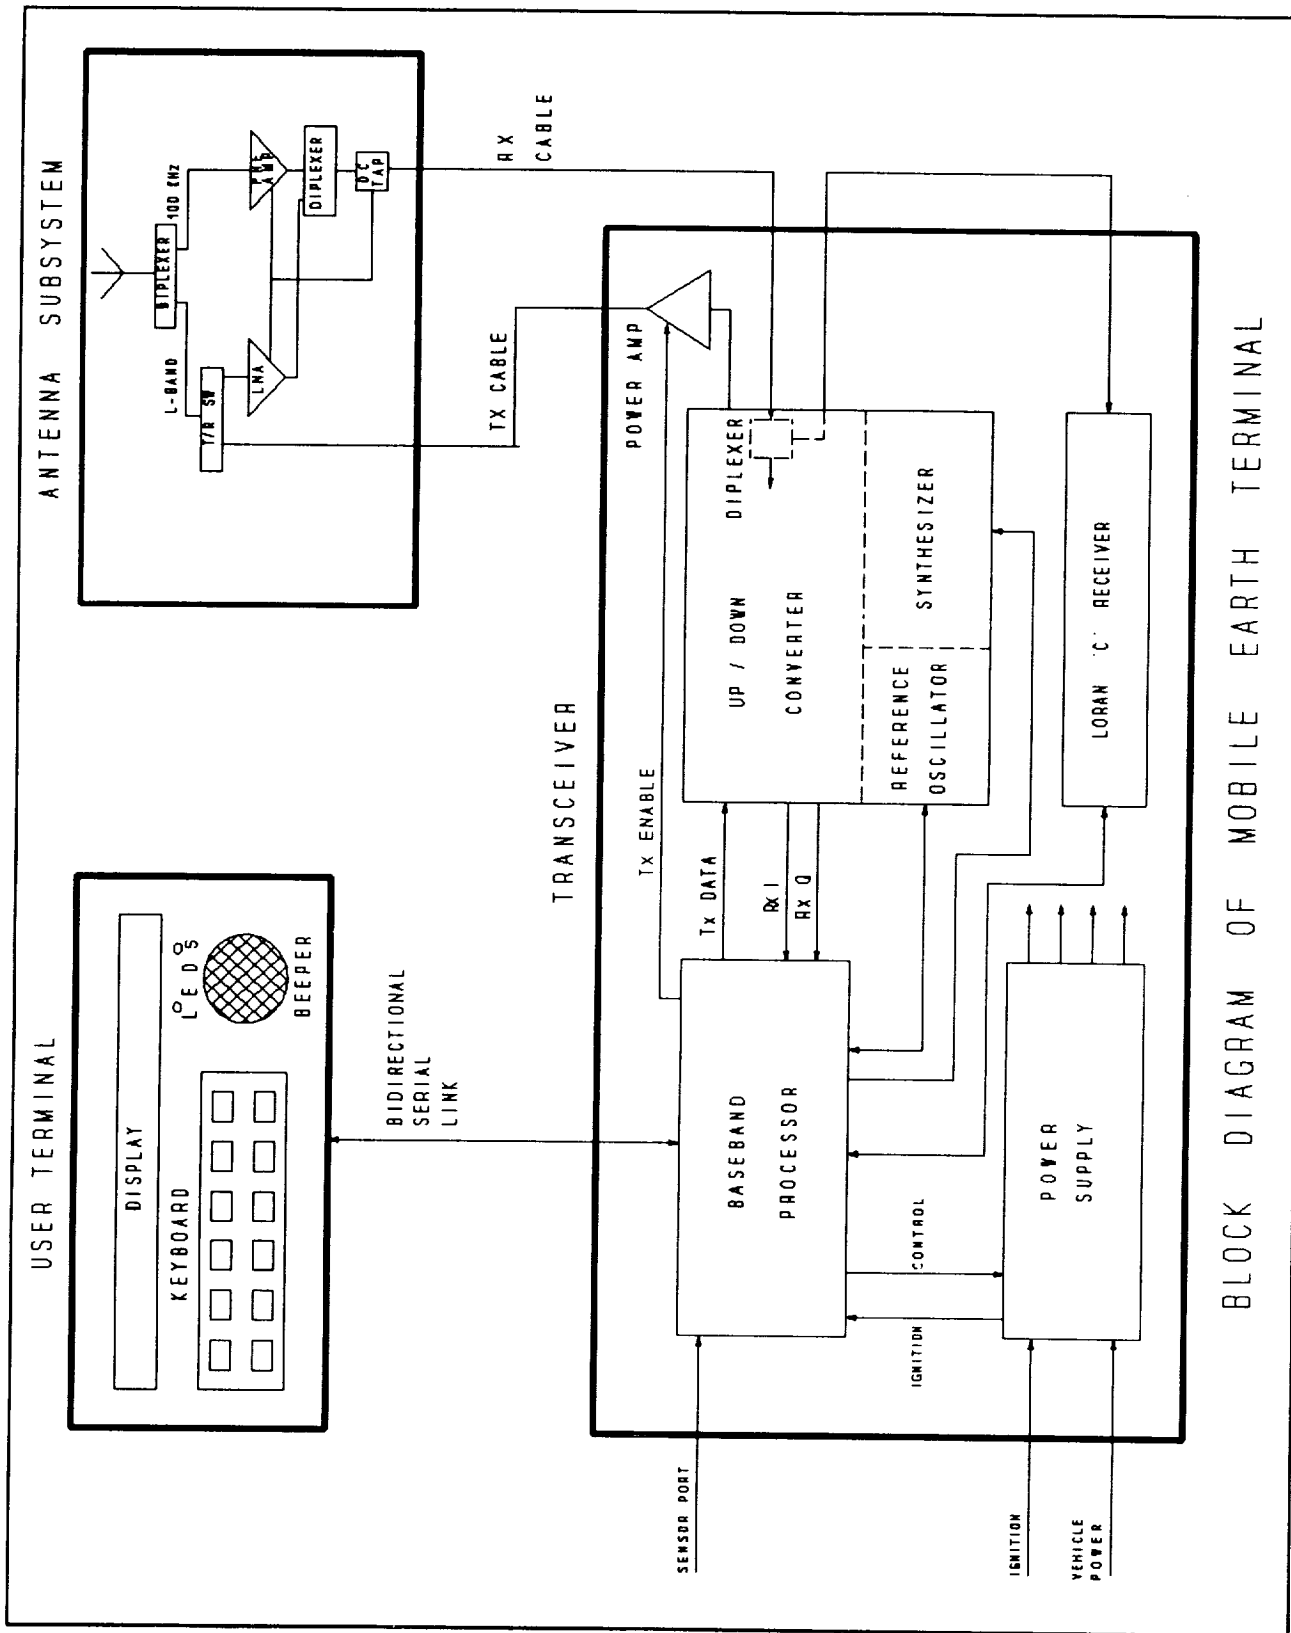 USER TERMINAL
DISPLAY
KEYBOARD
LEDS
BEEPER
BIDIRECTIONAL
SERIAL
LINK
ANTENNA SUBSYSTEM
DIPLEXER
L-BAND
100 KHz
T/R SW
LNA
PRE
AMP
DIPLEXER
DC
TAP
TX CABLE
RX
CABLE
TRANSCEIVER
POWER AMP
Tx ENABLE
Tx DATA
Rx I
Rx Q
BASEBAND
PROCESSOR
DIPLEXER
UP / DOWN
CONVERTER
REFERENCE
OSCILLATOR
SYNTHESIZER
LORAN 'C' RECEIVER
IGNITION
CONTROL
POWER
SUPPLY
SENSOR PORT
IGNITION
VEHICLE
POWER
BLOCK DIAGRAM OF MOBILE EARTH TERMINAL